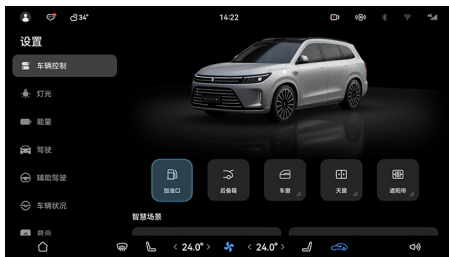 34°
14:22
设置
车辆控制
灯光
能量
驾驶
辅助驾驶
车辆状况
加油口
后备箱
车窗
天窗
遮阳帘
智慧场景
< 24.0° >
< 24.0° >